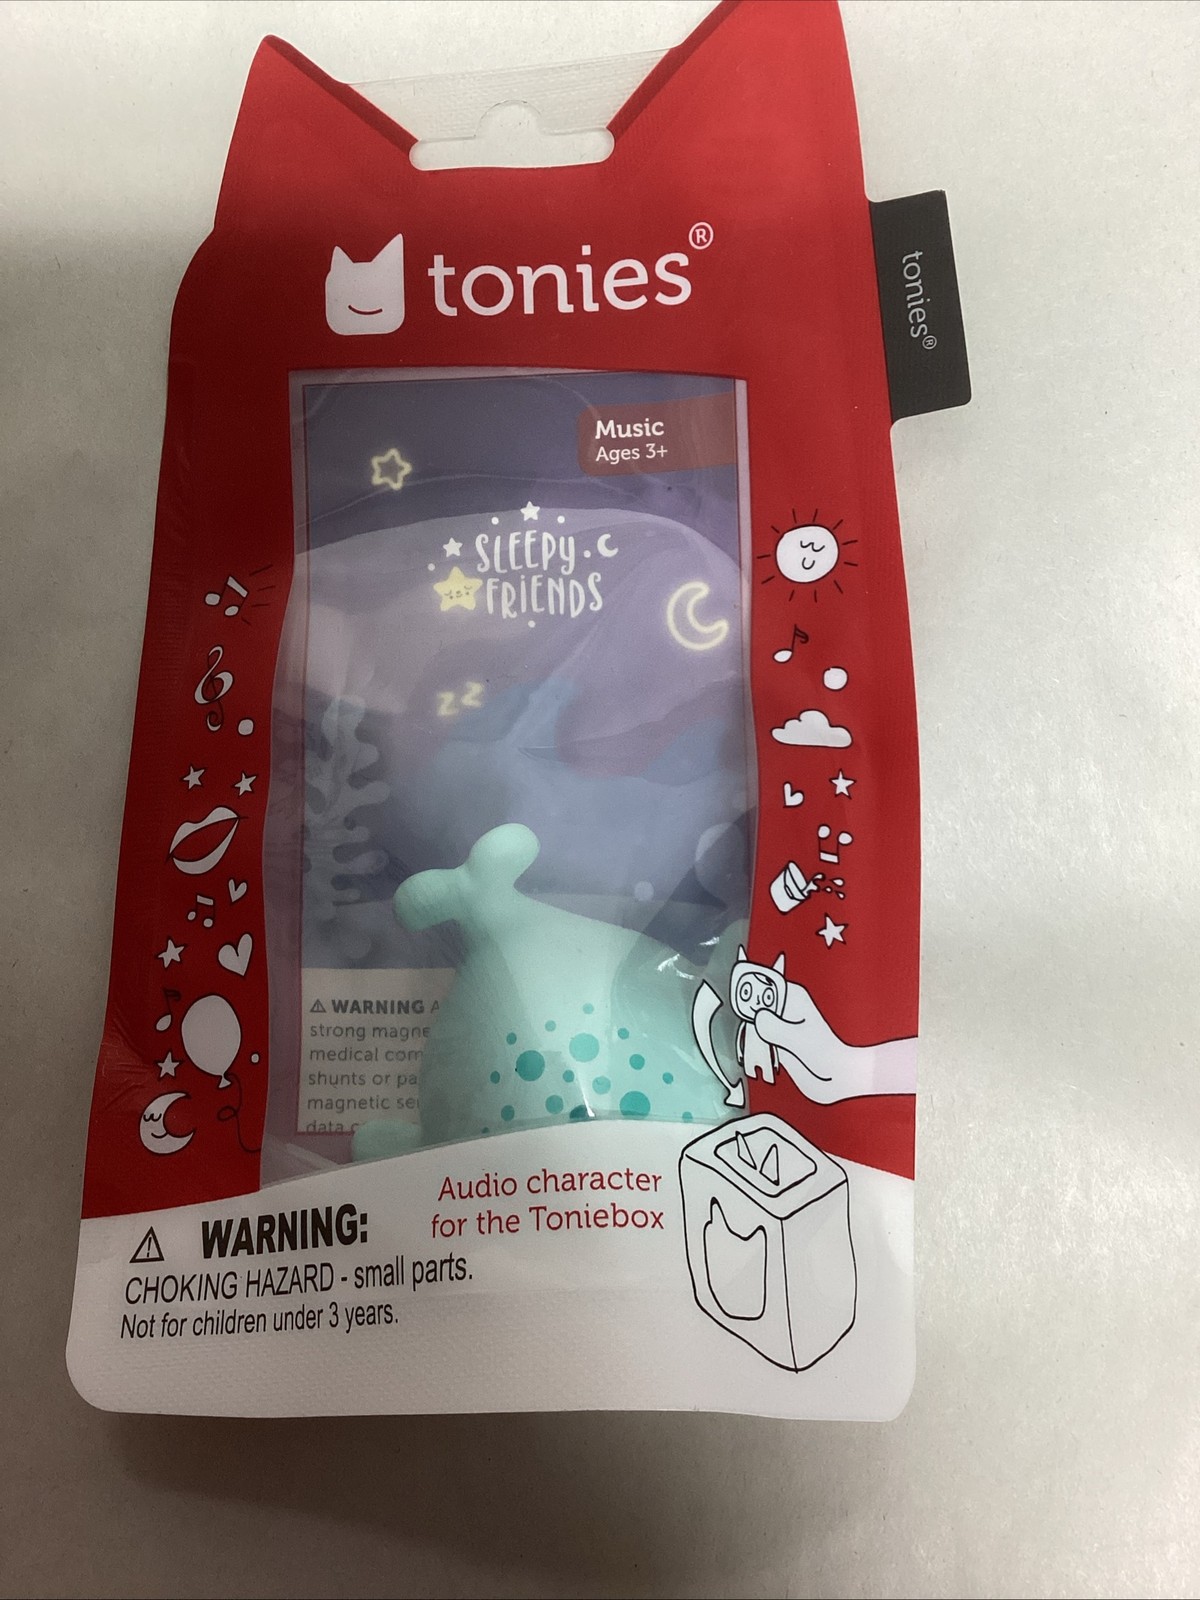 tonies®
tonies®
Music
Ages 3+
SLEEPY
FRIENDS
zz
⚠ WARNING A
strong magne
medical com
shunts or pa
magnetic se
data c
Audio character
for the Toniebox
⚠ WARNING:
CHOKING HAZARD - small parts.
Not for children under 3 years.